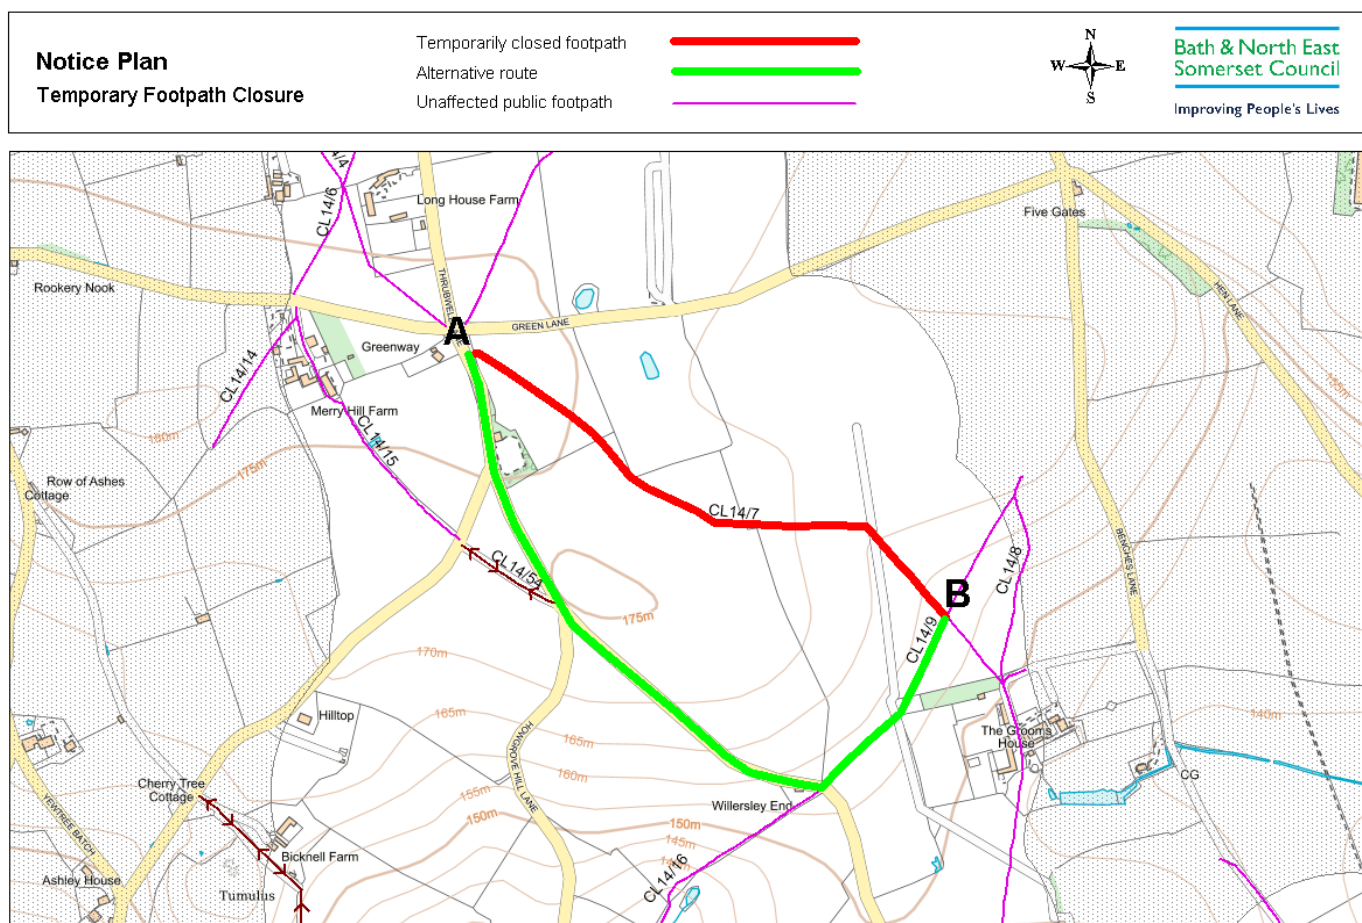 Notice Plan
Temporary Footpath Closure
Temporarily closed footpath
Alternative route
Unaffected public footpath
N
W
E
S
Bath & North East
Somerset Council
Improving People's Lives
CL14/6
Long House Farm
Five Gates
Rookery Nook
GREEN LANE
HEN LANE
A
Greenway
CL14/14
Merry Hill Farm
CL14/15
180m
175m
155m
Row of Ashes
Cottage
CL14/7
CL14/54
CL14/8
BENCHES LANE
B
175m
CL14/9
170m
165m
165m
160m
155m
150m
150m
145m
140m
Hilltop
HONGROVE HILL LANE
The Grooms
House
CG
Cherry Tree
Cottage
Willersley End
YEWTREE BATCH
Bicknell Farm
CL14/16
Ashley House
Tumulus